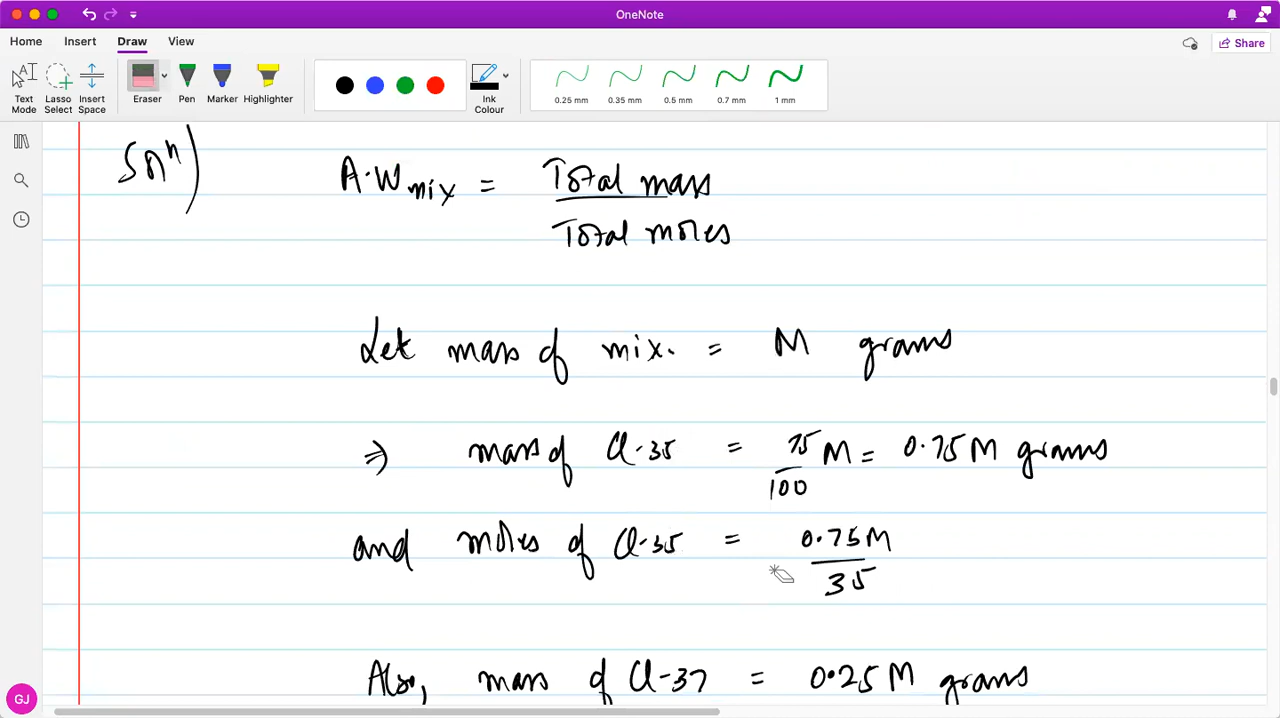 OneNote
Home Insert Draw View
Share
Text Mode Lasso Select Insert Space Eraser Pen Marker Highlighter Ink Colour 0.25 mm 0.35 mm 0.5 mm 0.7 mm 1 mm
Solⁿ) A.W mix = Total mass / Total moles
Let mass of mix. = M grams
⇒ mass of Cl-35 = 75/100 M = 0.75 M grams
and moles of Cl-35 = 0.75M/35
Also, mass of Cl-37 = 0.25 M grams
GJ